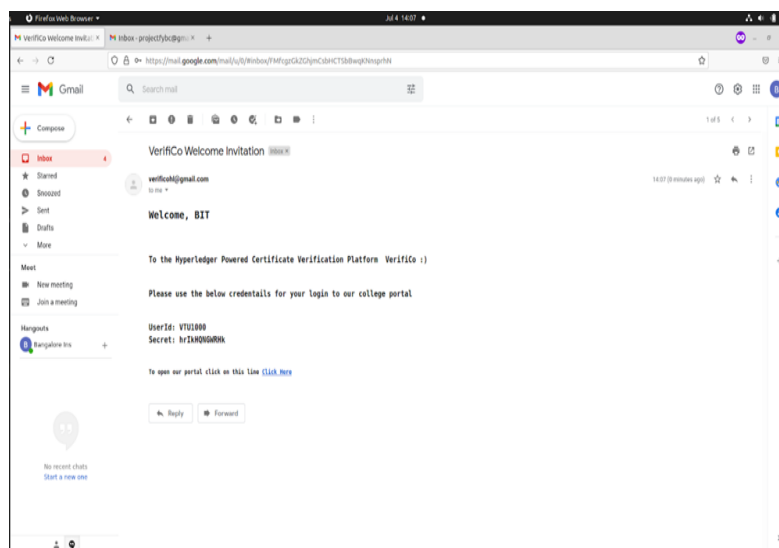 Firefox Web Browser
Jul 4 14:07
VerifiCo Welcome Invitat
Inbox - projectfybc@gm
https://mail.google.com/mail/u/0/#inbox/
Gmail
Search mail
Compose
1 of 5
Inbox 4
Starred
Snoozed
Sent
Drafts
More
Meet
New meeting
Join a meeting
Hangouts
Bangalore Ins
No recent chats
Start a new one
VerifiCo Welcome Invitation Inbox x
verificohl@gmail.com
14:07 (0 minutes ago)
to me
Welcome, BIT
To the Hyperledger Powered Certificate Verification Platform VerifiCo :)
Please use the below credentails for your login to our college portal
UserId: VTU1000
Secret: hrIkHQNGWRHk
To open our portal click on this line Click Here
Reply
Forward